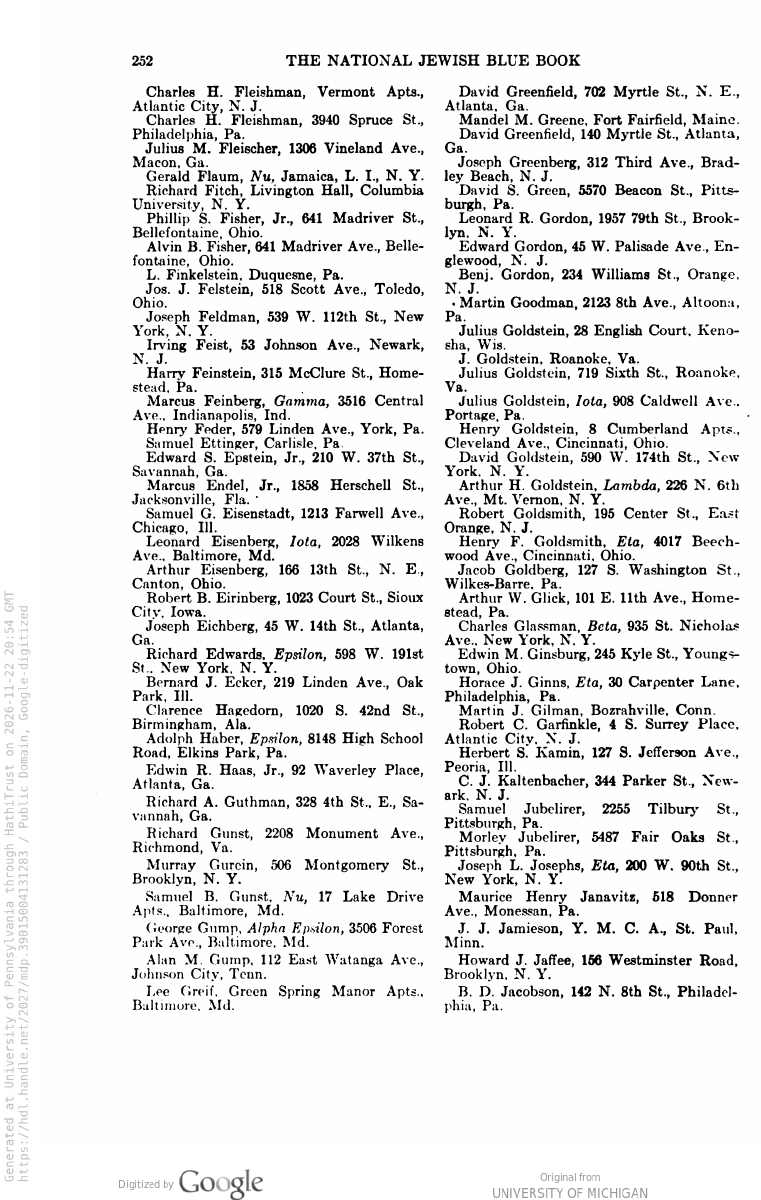 252
THE NATIONAL JEWISH BLUE BOOK
Charles H. Fleishman, Vermont Apts.,
Atlantic City, N. J.
Charles H. Fleishman, 3940 Spruce St.,
Philadelphia, Pa.
Julius M. Fleischer, 1306 Vineland Ave.,
Macon, Ga.
Gerald Flaum, Nu, Jamaica, L. I., N. Y.
Richard Fitch, Livington Hall, Columbia
University, N. Y.
Phillip S. Fisher, Jr., 641 Madriver St.,
Bellefontaine, Ohio.
Alvin B. Fisher, 641 Madriver Ave., Belle-
fontaine, Ohio.
L. Finkelstein, Duquesne, Pa.
Jos. J. Felstein, 518 Scott Ave., Toledo,
Ohio.
Joseph Feldman, 539 W. 112th St., New
York, N. Y.
Irving Feist, 53 Johnson Ave., Newark,
N. J.
Harry Feinstein, 315 McClure St., Home-
stead, Pa.
Marcus Feinberg, Gamma, 3516 Central
Ave., Indianapolis, Ind.
Henry Feder, 579 Linden Ave., York, Pa.
Samuel Ettinger, Carlisle, Pa.
Edward S. Epstein, Jr., 210 W. 37th St.,
Savannah, Ga.
Marcus Endel, Jr., 1858 Herschell St.,
Jacksonville, Fla.
Samuel G. Eisenstadt, 1213 Farwell Ave.,
Chicago, Ill.
Leonard Eisenberg, Iota, 2028 Wilkens
Ave., Baltimore, Md.
Arthur Eisenberg, 166 13th St., N. E.,
Canton, Ohio.
Robert B. Eirinberg, 1023 Court St., Sioux
City, Iowa.
Joseph Eichberg, 45 W. 14th St., Atlanta,
Ga.
Richard Edwards, Epsilon, 598 W. 191st
St., New York, N. Y.
Bernard J. Ecker, 219 Linden Ave., Oak
Park, Ill.
Clarence Hagedorn, 1020 S. 42nd St.,
Birmingham, Ala.
Adolph Haber, Epsilon, 8148 High School
Road, Elkins Park, Pa.
Edwin R. Haas, Jr., 92 Waverley Place,
Atlanta, Ga.
Richard A. Guthman, 328 4th St., E., Sa-
vannah, Ga.
Richard Gunst, 2208 Monument Ave.,
Richmond, Va.
Murray Gurein, 506 Montgomery St.,
Brooklyn, N. Y.
Samuel B. Gunst, Nu, 17 Lake Drive
Apts., Baltimore, Md.
George Gump, Alpha Epsilon, 3506 Forest
Park Ave., Baltimore, Md.
Alan M. Gump, 112 East Watanga Ave.,
Johnson City, Tenn.
Lee Greif, Green Spring Manor Apts.,
Baltimore, Md.
David Greenfield, 702 Myrtle St., N. E.,
Atlanta, Ga.
Mandel M. Greene, Fort Fairfield, Maine.
David Greenfield, 140 Myrtle St., Atlanta,
Ga.
Joseph Greenberg, 312 Third Ave., Brad-
ley Beach, N. J.
David S. Green, 5570 Beacon St., Pitts-
burgh, Pa.
Leonard R. Gordon, 1957 79th St., Brook-
lyn, N. Y.
Edward Gordon, 45 W. Palisade Ave., En-
glewood, N. J.
Benj. Gordon, 234 Williams St., Orange,
N. J.
Martin Goodman, 2123 8th Ave., Altoona,
Pa.
Julius Goldstein, 28 English Court, Keno-
sha, Wis.
J. Goldstein, Roanoke, Va.
Julius Goldstein, 719 Sixth St., Roanoke,
Va.
Julius Goldstein, Iota, 908 Caldwell Ave.,
Portage, Pa.
Henry Goldstein, 8 Cumberland Apts.,
Cleveland Ave., Cincinnati, Ohio.
David Goldstein, 590 W. 174th St., New
York, N. Y.
Arthur H. Goldstein, Lambda, 226 N. 6th
Ave., Mt. Vernon, N. Y.
Robert Goldsmith, 195 Center St., East
Orange, N. J.
Henry F. Goldsmith, Eta, 4017 Beech-
wood Ave., Cincinnati, Ohio.
Jacob Goldberg, 127 S. Washington St.,
Wilkes-Barre, Pa.
Arthur W. Glick, 101 E. 11th Ave., Home-
stead, Pa.
Charles Glassman, Beta, 935 St. Nicholas
Ave., New York, N. Y.
Edwin M. Ginsburg, 245 Kyle St., Youngs-
town, Ohio.
Horace J. Ginns, Eta, 30 Carpenter Lane,
Philadelphia, Pa.
Martin J. Gilman, Bozrahville, Conn.
Robert C. Garfinkle, 4 S. Surrey Place,
Atlantic City, N. J.
Herbert S. Kamin, 127 S. Jefferson Ave.,
Peoria, Ill.
C. J. Kaltenbacher, 344 Parker St., New-
ark, N. J.
Samuel Jubelirer, 2255 Tilbury St.,
Pittsburgh, Pa.
Morley Jubelirer, 5487 Fair Oaks St.,
Pittsburgh, Pa.
Joseph L. Josephs, Eta, 200 W. 90th St.,
New York, N. Y.
Maurice Henry Janavitz, 518 Donner
Ave., Monessan, Pa.
J. J. Jamieson, Y. M. C. A., St. Paul,
Minn.
Howard J. Jaffee, 156 Westminster Road,
Brooklyn, N. Y.
B. D. Jacobson, 142 N. 8th St., Philadel-
phia, Pa.
Generated at University of Pennsylvania through HathiTrust on 2026-11-22 20:54 GMT
https://hdl.handle.net/2027/mdp.39015004131283 / Public Domain, Google-digitized
Digitized by Google
Original from
UNIVERSITY OF MICHIGAN